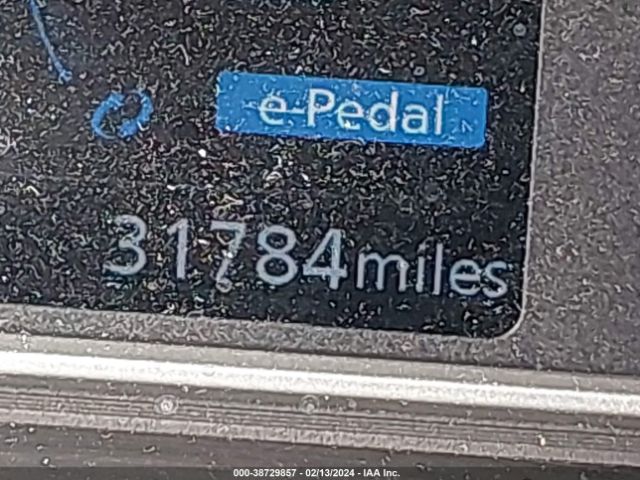 e-Pedal
31784miles
000-38729857 - 02/13/2024 - IAA Inc.